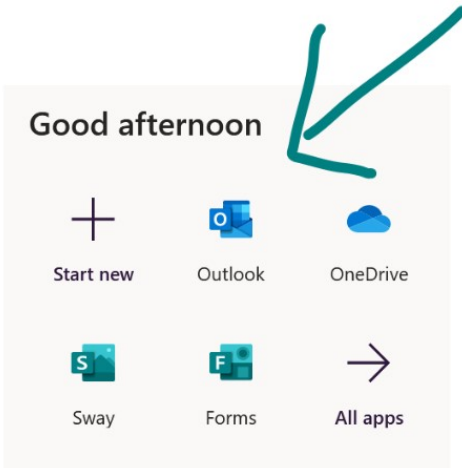 Good afternoon
Start new
Outlook
OneDrive
Sway
Forms
All apps